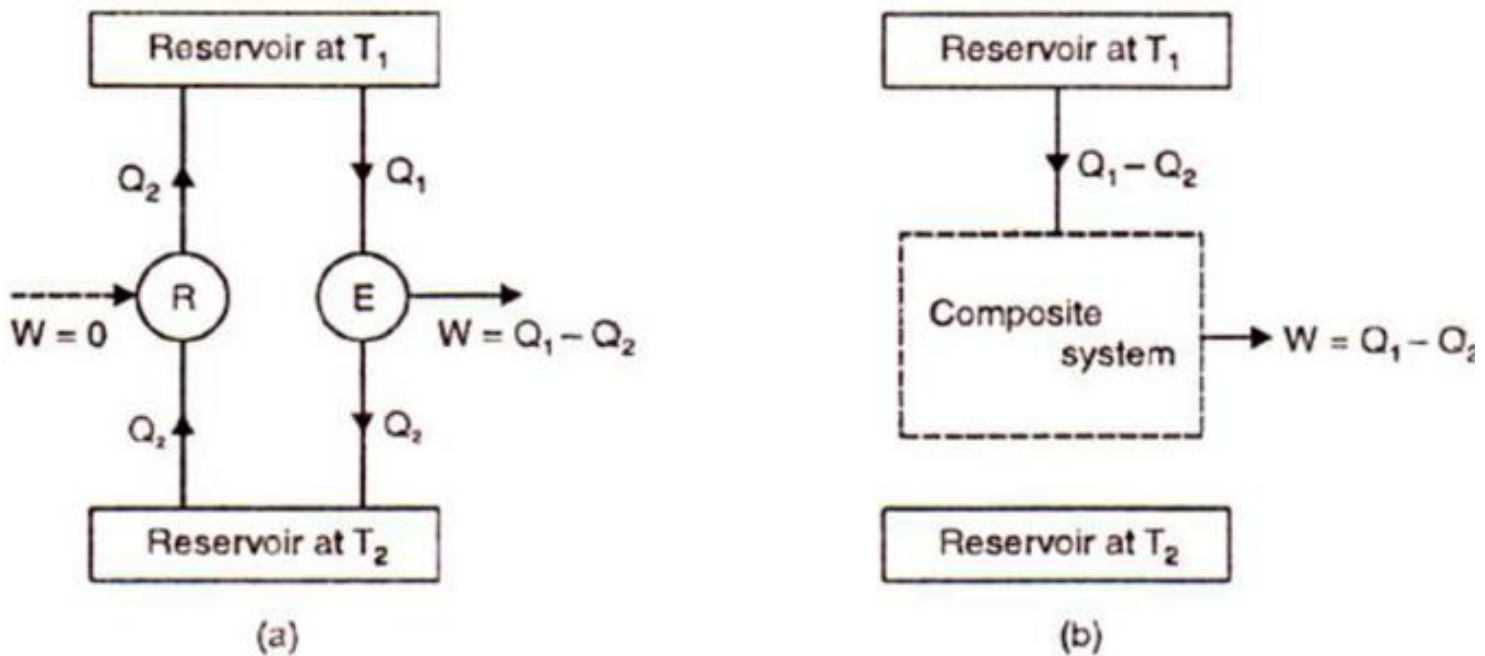 Reservoir at T₁
Q₂
Q₁
R
E
W = 0
W = Q₁ – Q₂
Q₂
Q₂
Reservoir at T₂
(a)
Reservoir at T₁
Q₁ – Q₂
Composite
system
W = Q₁ – Q₂
Reservoir at T₂
(b)